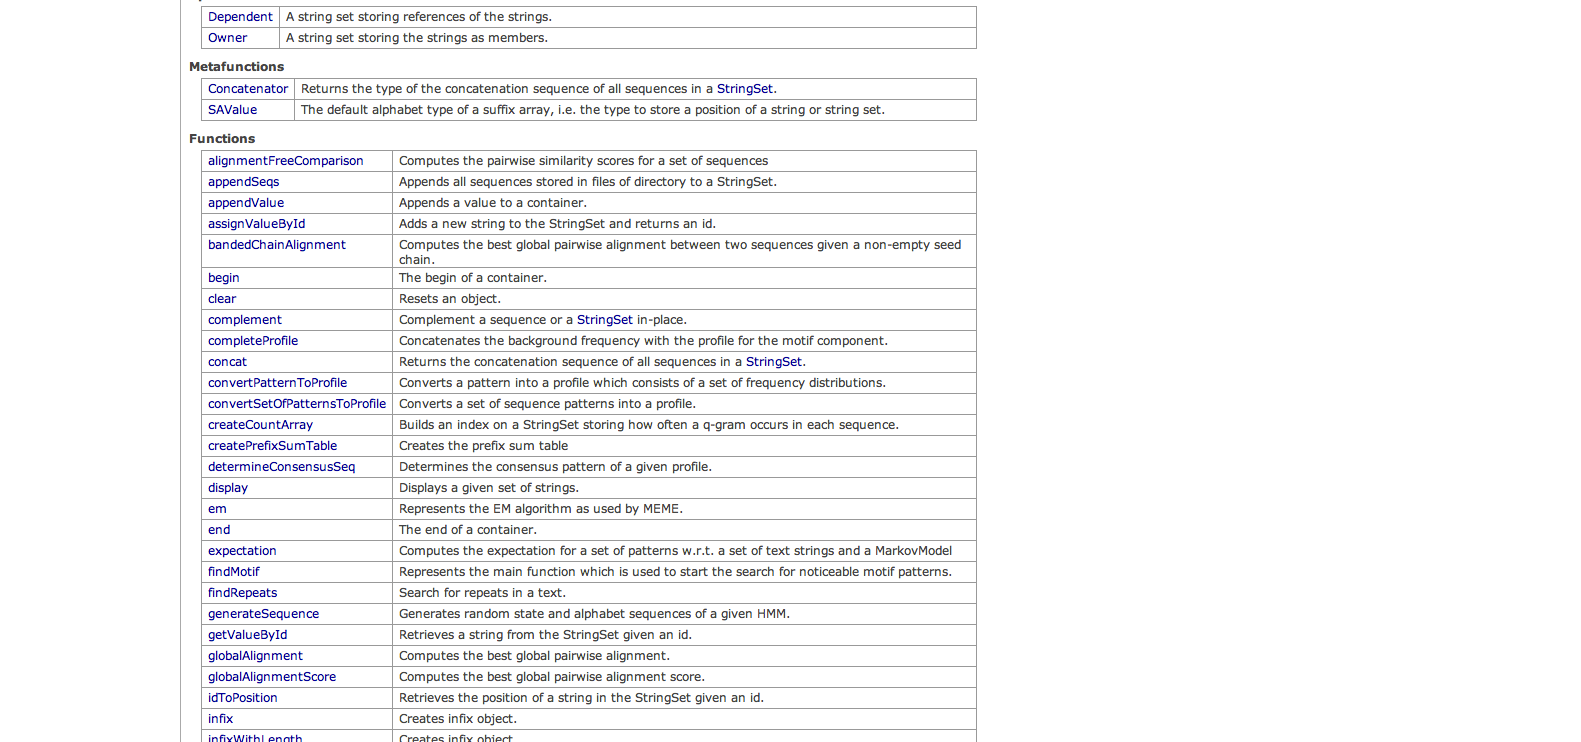 Dependent A string set storing references of the strings.
Owner A string set storing the strings as members.
Metafunctions
Concatenator Returns the type of the concatenation sequence of all sequences in a StringSet.
SAValue The default alphabet type of a suffix array, i.e. the type to store a position of a string or string set.
Functions
alignmentFreeComparison Computes the pairwise similarity scores for a set of sequences
appendSeqs Appends all sequences stored in files of directory to a StringSet.
appendValue Appends a value to a container.
assignValueById Adds a new string to the StringSet and returns an id.
bandedChainAlignment Computes the best global pairwise alignment between two sequences given a non-empty seed
chain.
begin The begin of a container.
clear Resets an object.
complement Complement a sequence or a StringSet in-place.
completeProfile Concatenates the background frequency with the profile for the motif component.
concat Returns the concatenation sequence of all sequences in a StringSet.
convertPatternToProfile Converts a pattern into a profile which consists of a set of frequency distributions.
convertSetOfPatternsToProfile Converts a set of sequence patterns into a profile.
createCountArray Builds an index on a StringSet storing how often a q-gram occurs in each sequence.
createPrefixSumTable Creates the prefix sum table
determineConsensusSeq Determines the consensus pattern of a given profile.
display Displays a given set of strings.
em Represents the EM algorithm as used by MEME.
end The end of a container.
expectation Computes the expectation for a set of patterns w.r.t. a set of text strings and a MarkovModel
findMotif Represents the main function which is used to start the search for noticeable motif patterns.
findRepeats Search for repeats in a text.
generateSequence Generates random state and alphabet sequences of a given HMM.
getValueById Retrieves a string from the StringSet given an id.
globalAlignment Computes the best global pairwise alignment.
globalAlignmentScore Computes the best global pairwise alignment score.
idToPosition Retrieves the position of a string in the StringSet given an id.
infix Creates infix object.
infixWithLength Creates infix object.